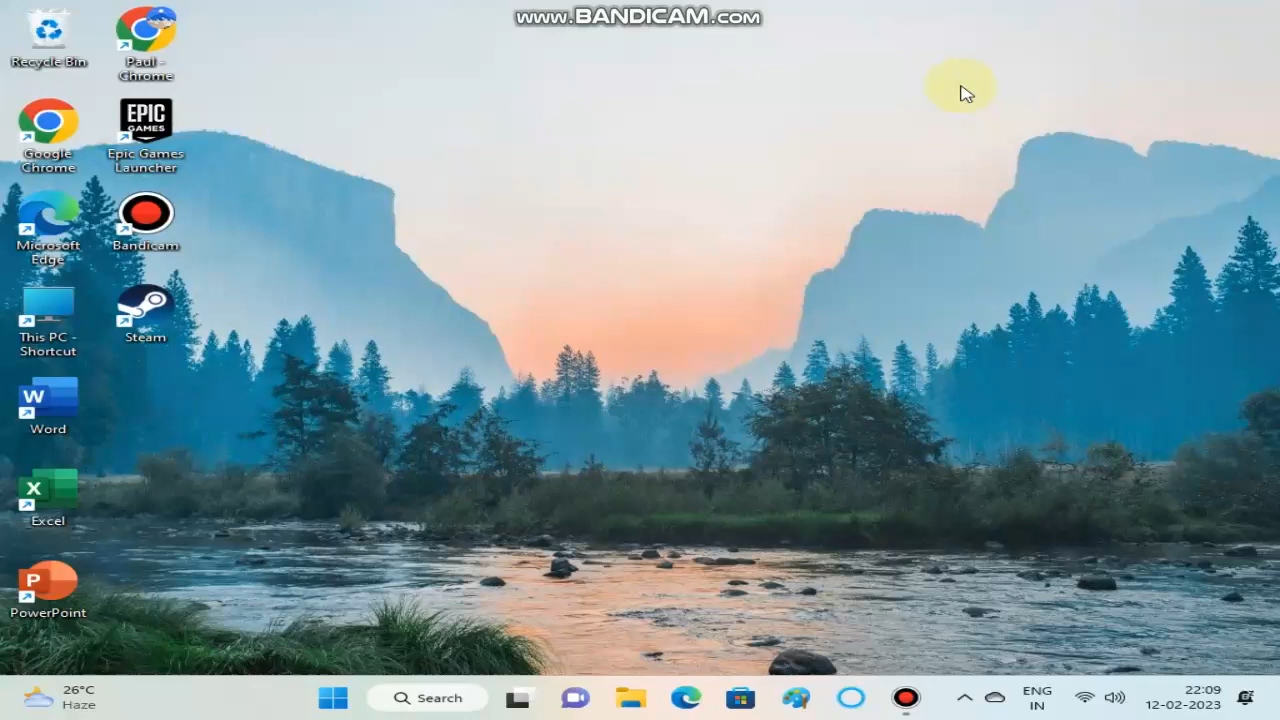 www.BANDICAM.com
Recycle Bin
Paul -
Chrome
Google
Chrome
EPIC
GAMES
Epic Games
Launcher
Microsoft
Edge
Bandicam
This PC -
Shortcut
Steam
W
Word
X
Excel
P
PowerPoint
26°C
Haze
Search
ENG
IN
22:09
12-02-2023